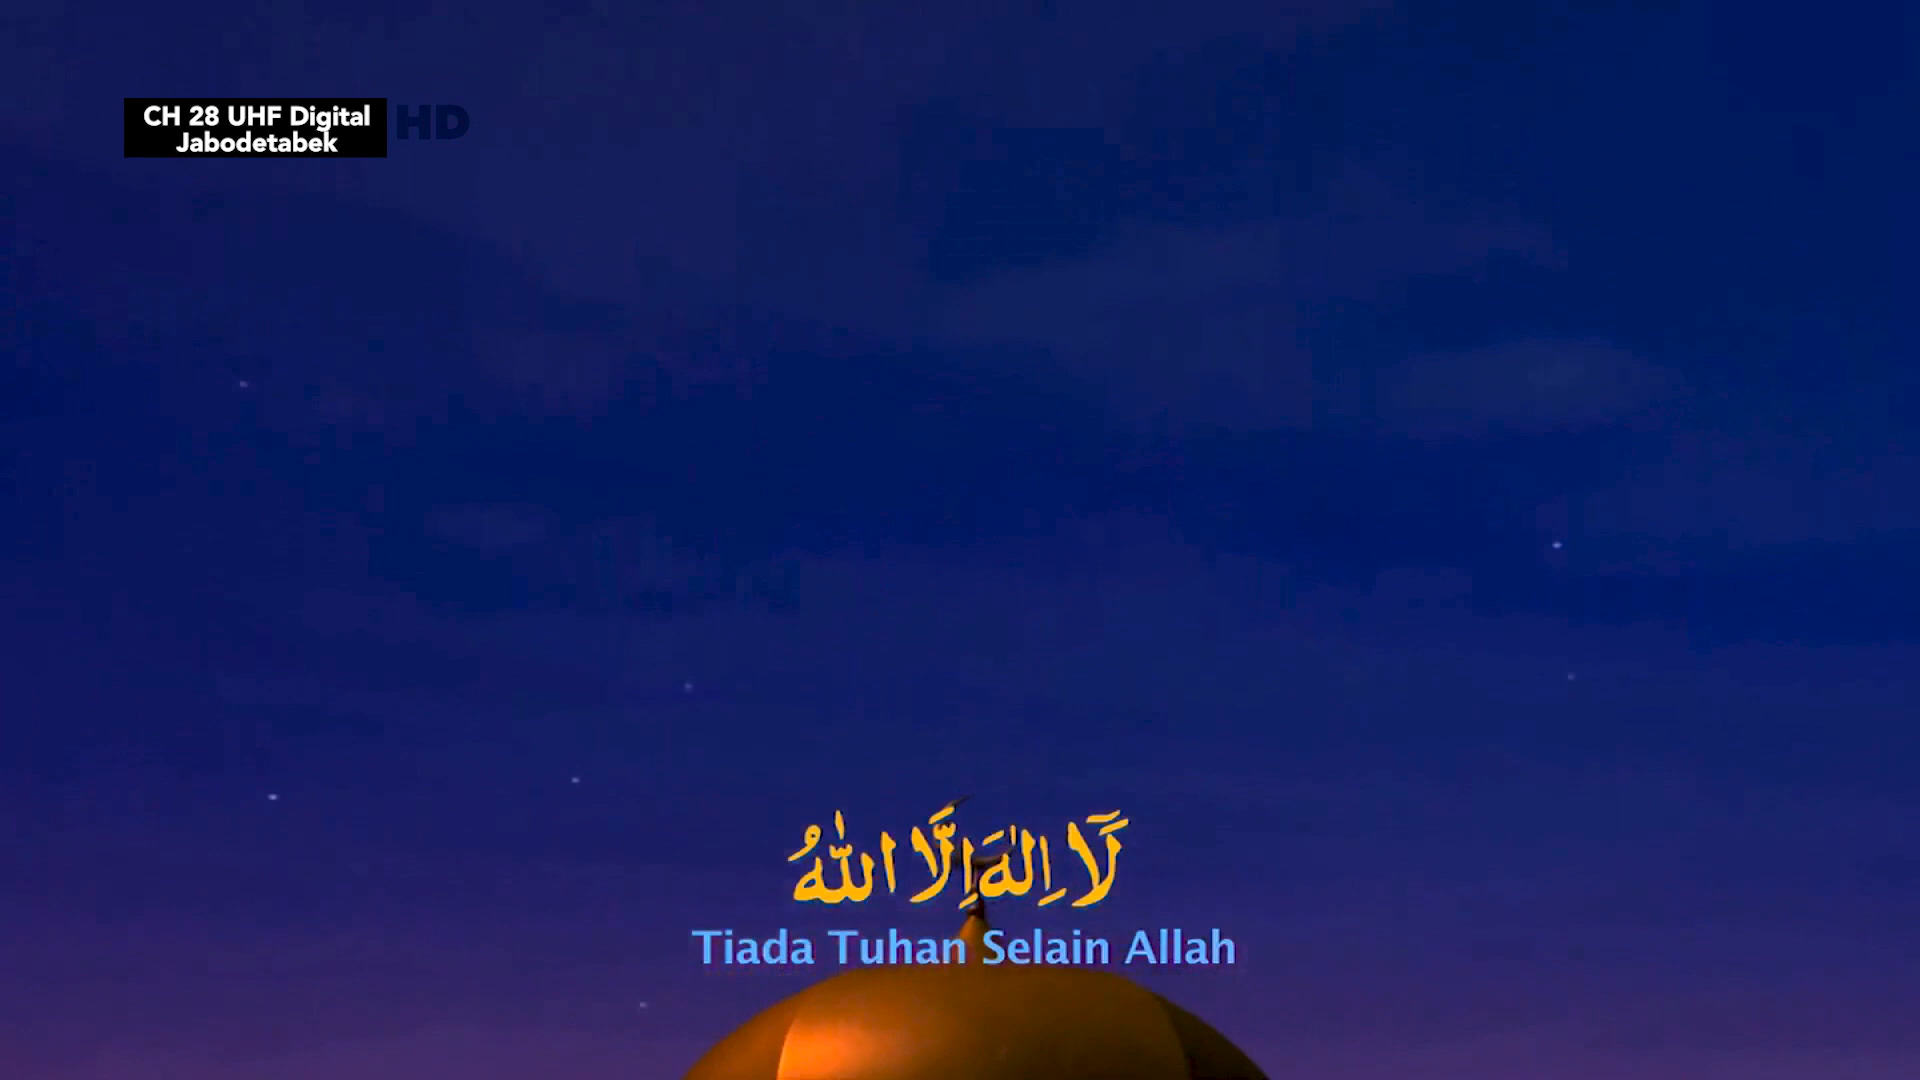 CH 28 UHF Digital
Jabodetabek
HD
لَآ اِلٰهَ اِلَّا اللّٰهُ
Tiada Tuhan Selain Allah